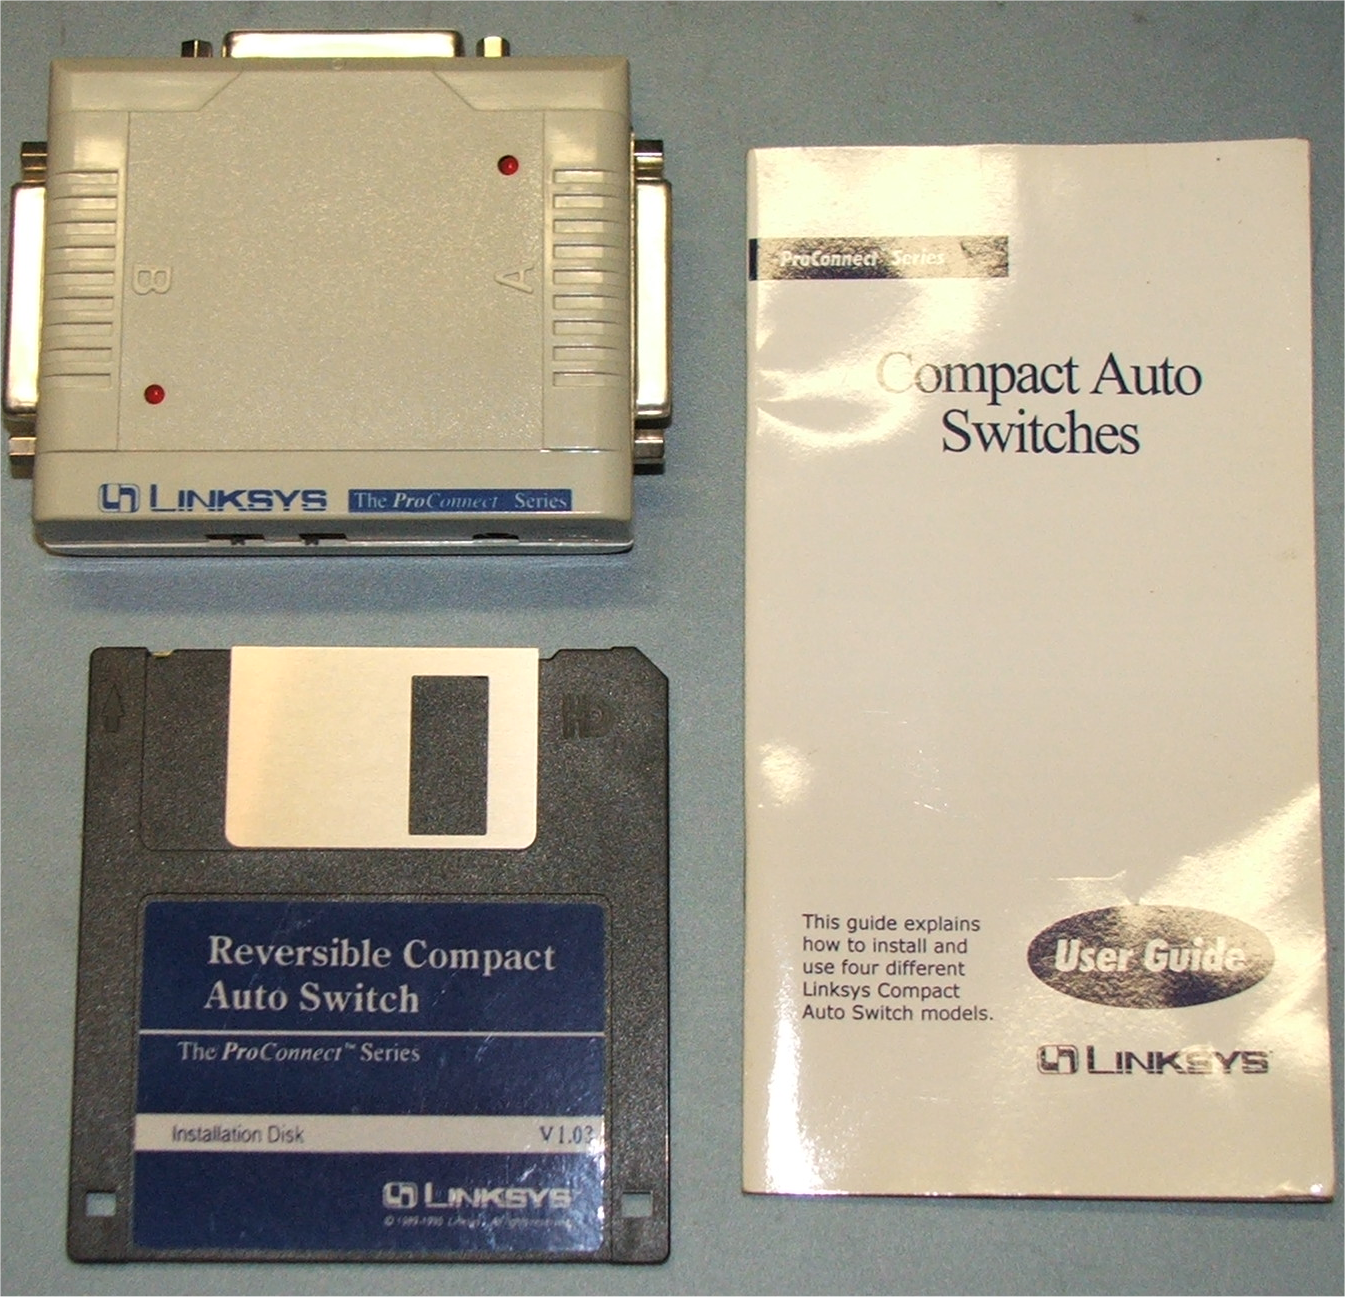 B
A
LINKSYS The ProConnect Series
HD
Reversible Compact
Auto Switch
The ProConnect™ Series
Installation Disk V1.03
LINKSYS
ProConnect Series
Compact Auto
Switches
This guide explains
how to install and
use four different
Linksys Compact
Auto Switch models.
User Guide
LINKSYS